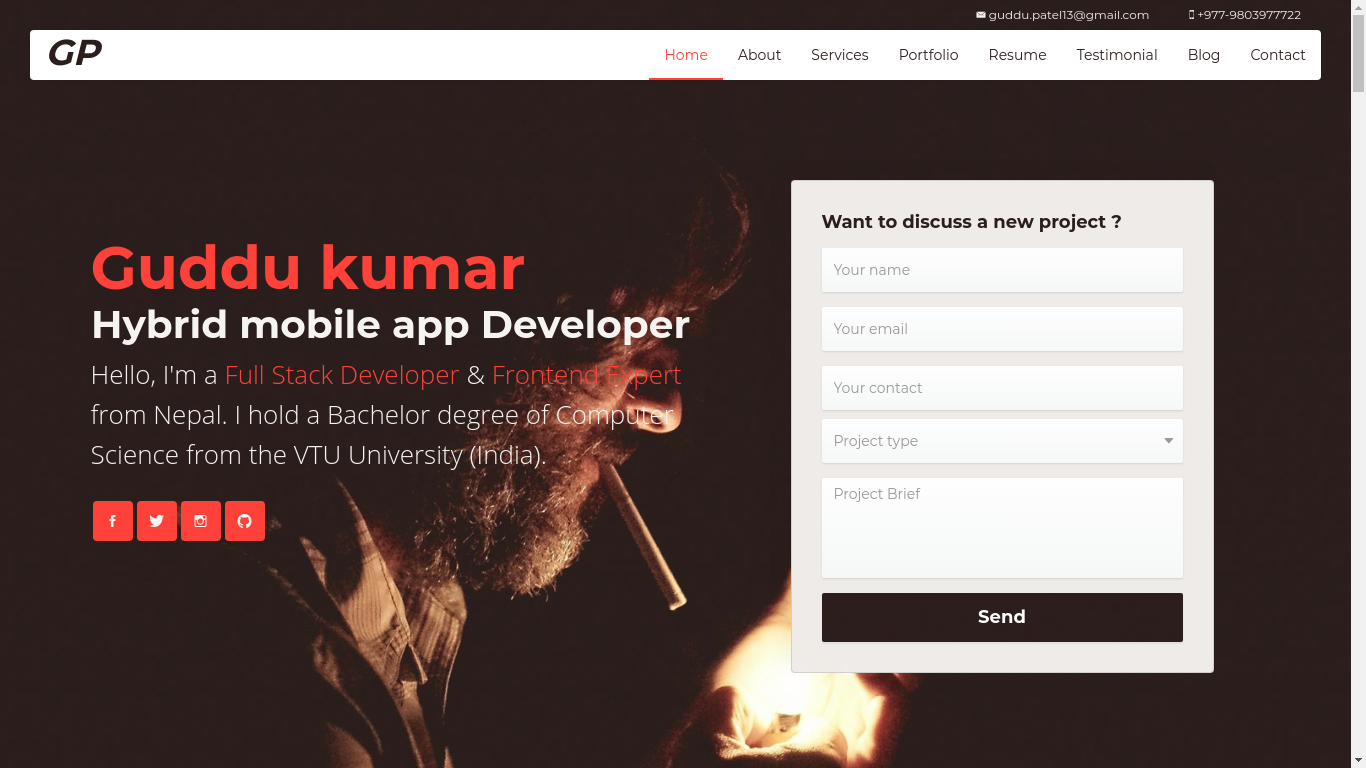 guddu.patel13@gmail.com +977-9803977722
GP
Home About Services Portfolio Resume Testimonial Blog Contact
Guddu kumar
Hybrid mobile app Developer
Hello, I'm a Full Stack Developer & Frontend Expert
from Nepal. I hold a Bachelor degree of Computer
Science from the VTU University (India).
Want to discuss a new project ?
Your name
Your email
Your contact
Project type
Project Brief
Send